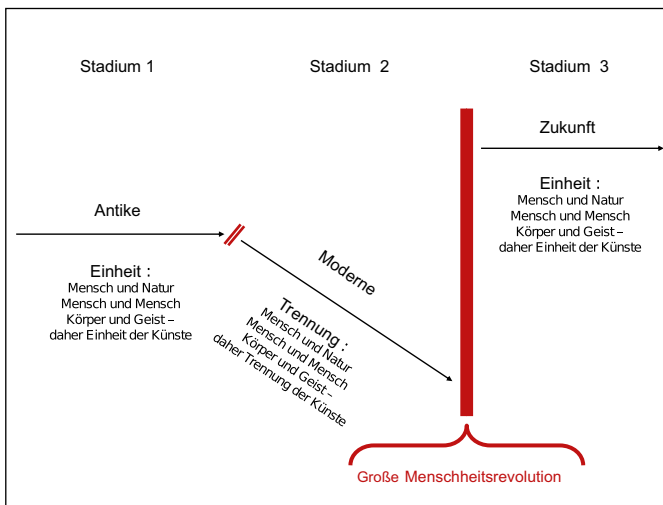 Stadium 1
Stadium 2
Stadium 3
Antike
Einheit :
Mensch und Natur
Mensch und Mensch
Körper und Geist –
daher Einheit der Künste
Moderne
Trennung :
Mensch und Natur
Mensch und Mensch
Körper und Geist –
daher Trennung der Künste
Zukunft
Einheit :
Mensch und Natur
Mensch und Mensch
Körper und Geist –
daher Einheit der Künste
Große Menschheitsrevolution